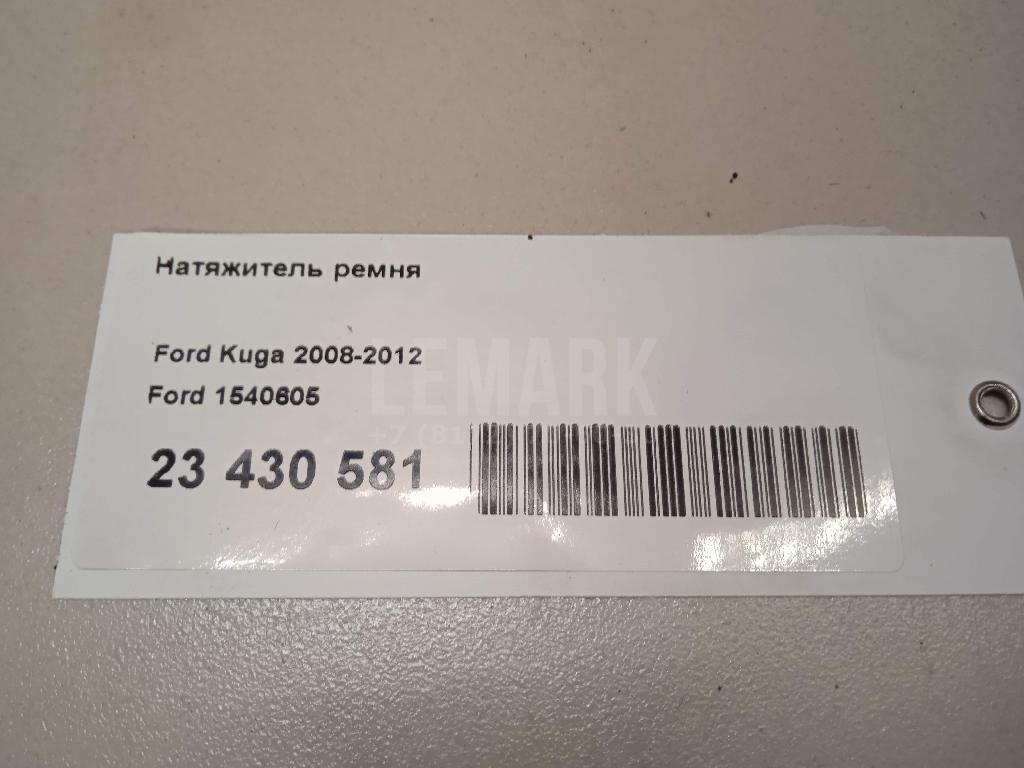 Натяжитель ремня
Ford Kuga 2008-2012
LEMARK
Ford 1540605
23 430 581